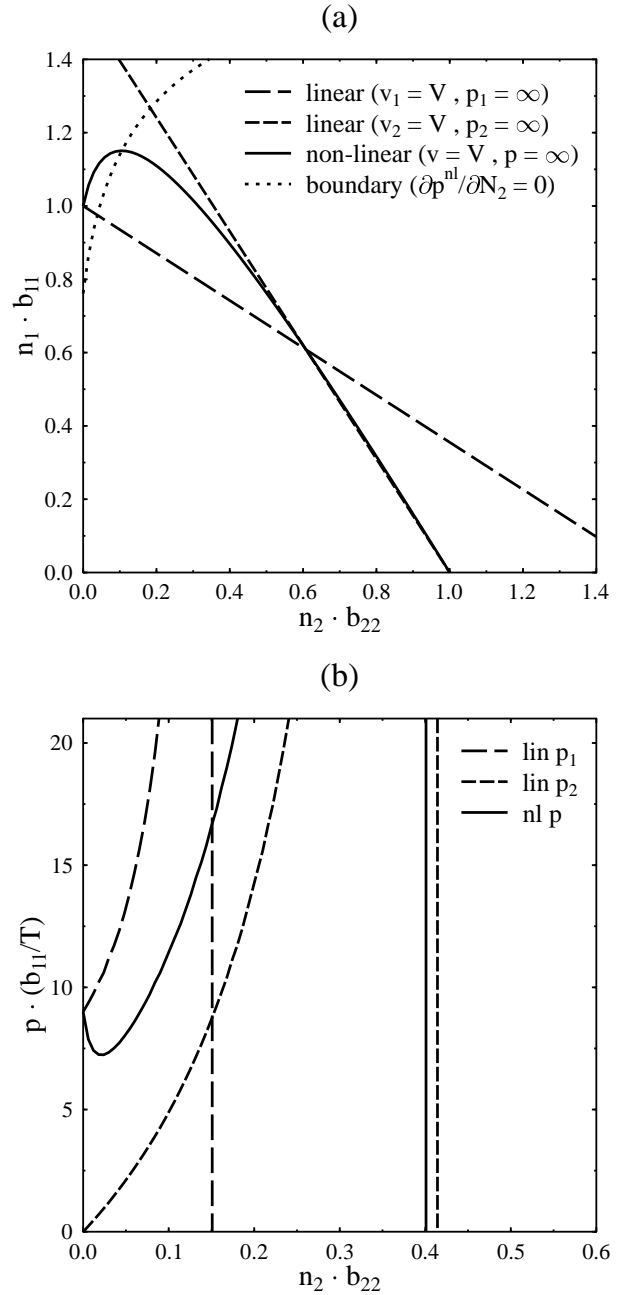 (a)
1.4
1.2
1.0
0.8
0.6
0.4
0.2
0.0
n₁ · b₁₁
linear (v₁ = V , p₁ = ∞)
linear (v₂ = V , p₂ = ∞)
non-linear (v = V , p = ∞)
boundary (∂pⁿˡ/∂N₂ = 0)
0.0 0.2 0.4 0.6 0.8 1.0 1.2 1.4
n₂ · b₂₂
(b)
20
15
10
5
0
p · (b₁₁/T)
lin p₁
lin p₂
nl p
0.0 0.1 0.2 0.3 0.4 0.5 0.6
n₂ · b₂₂